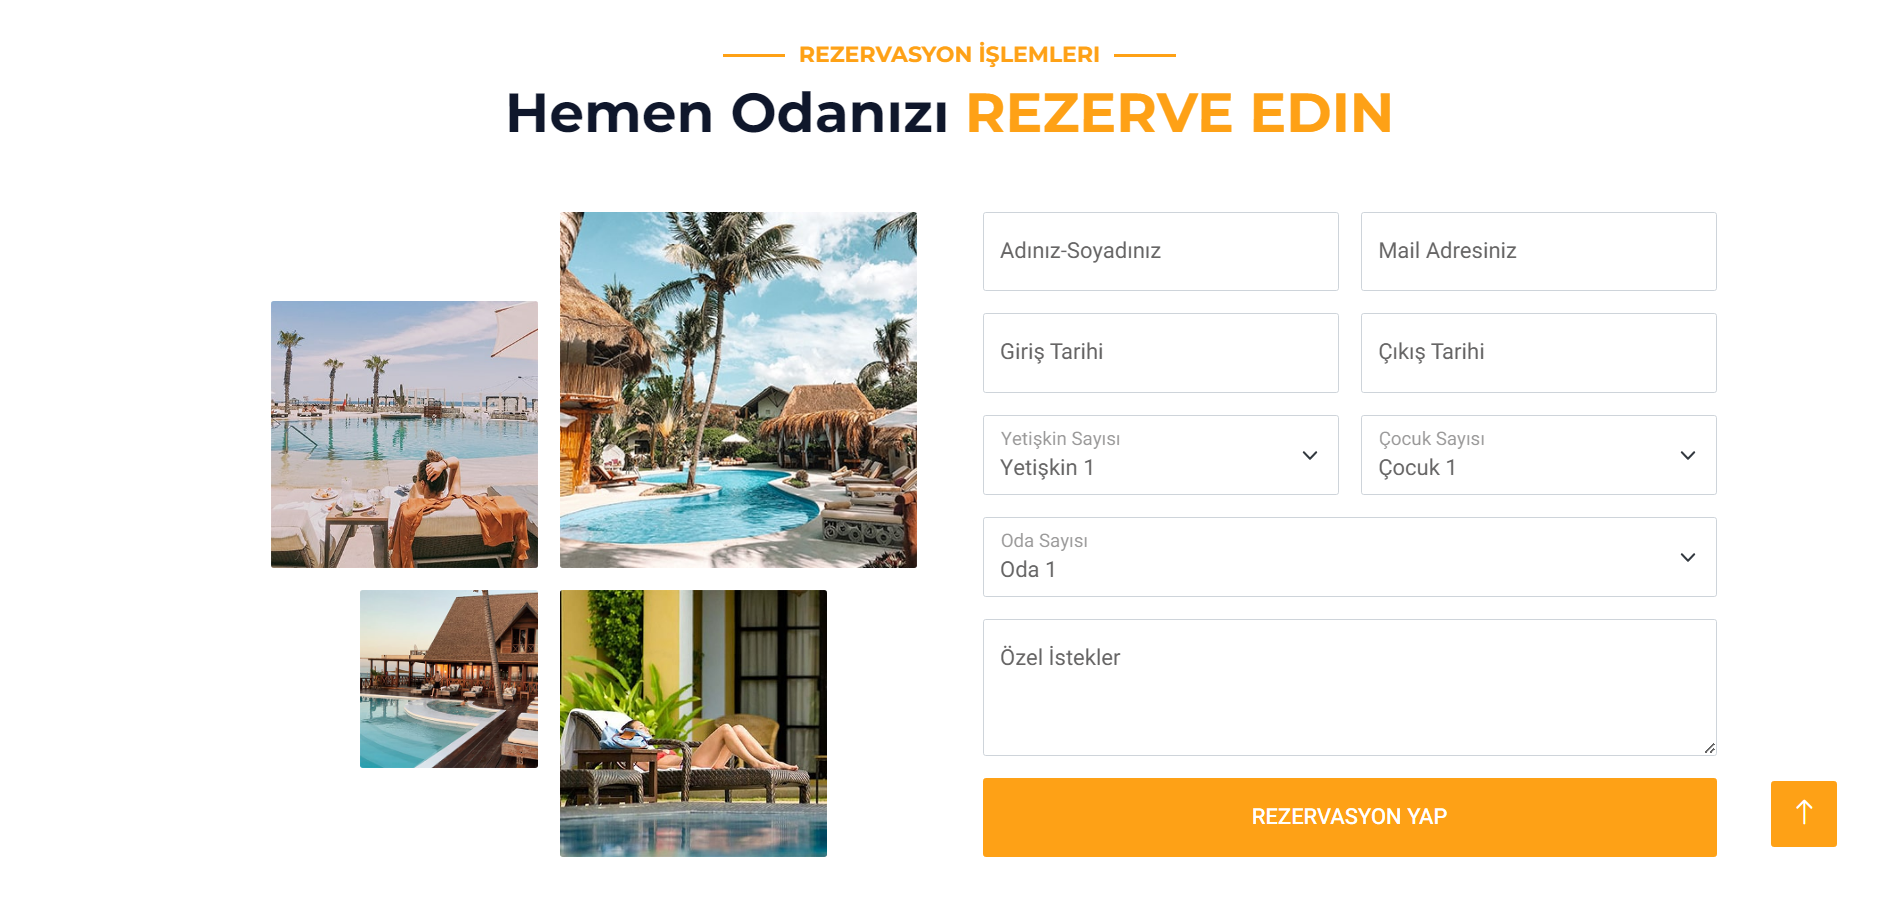 REZERVASYON İŞLEMLERI
Hemen Odanızı REZERVE EDIN
Adınız-Soyadınız
Mail Adresiniz
Giriş Tarihi
Çıkış Tarihi
Yetişkin Sayısı
Yetişkin 1
Çocuk Sayısı
Çocuk 1
Oda Sayısı
Oda 1
Özel İstekler
REZERVASYON YAP